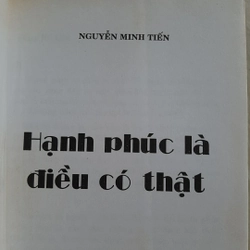 NGUYỄN MINH TIẾN
Hạnh phúc là
điều có thật